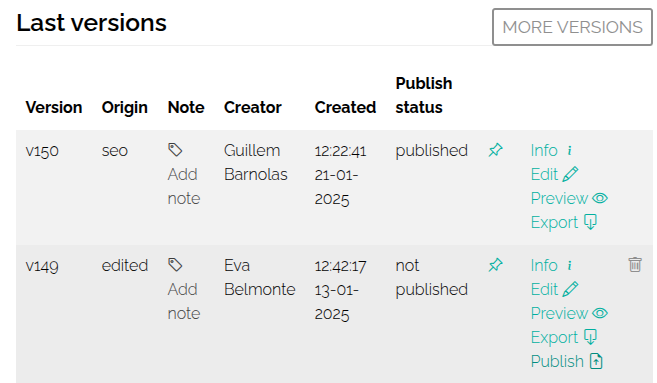 Last versions
MORE VERSIONS
Version Origin Note Creator Created Publish status
v150 seo Add note Guillem Barnolas 12:22:41 21-01-2025 published
Info
Edit
Preview
Export
v149 edited Add note Eva Belmonte 12:42:17 13-01-2025 not published
Info
Edit
Preview
Export
Publish